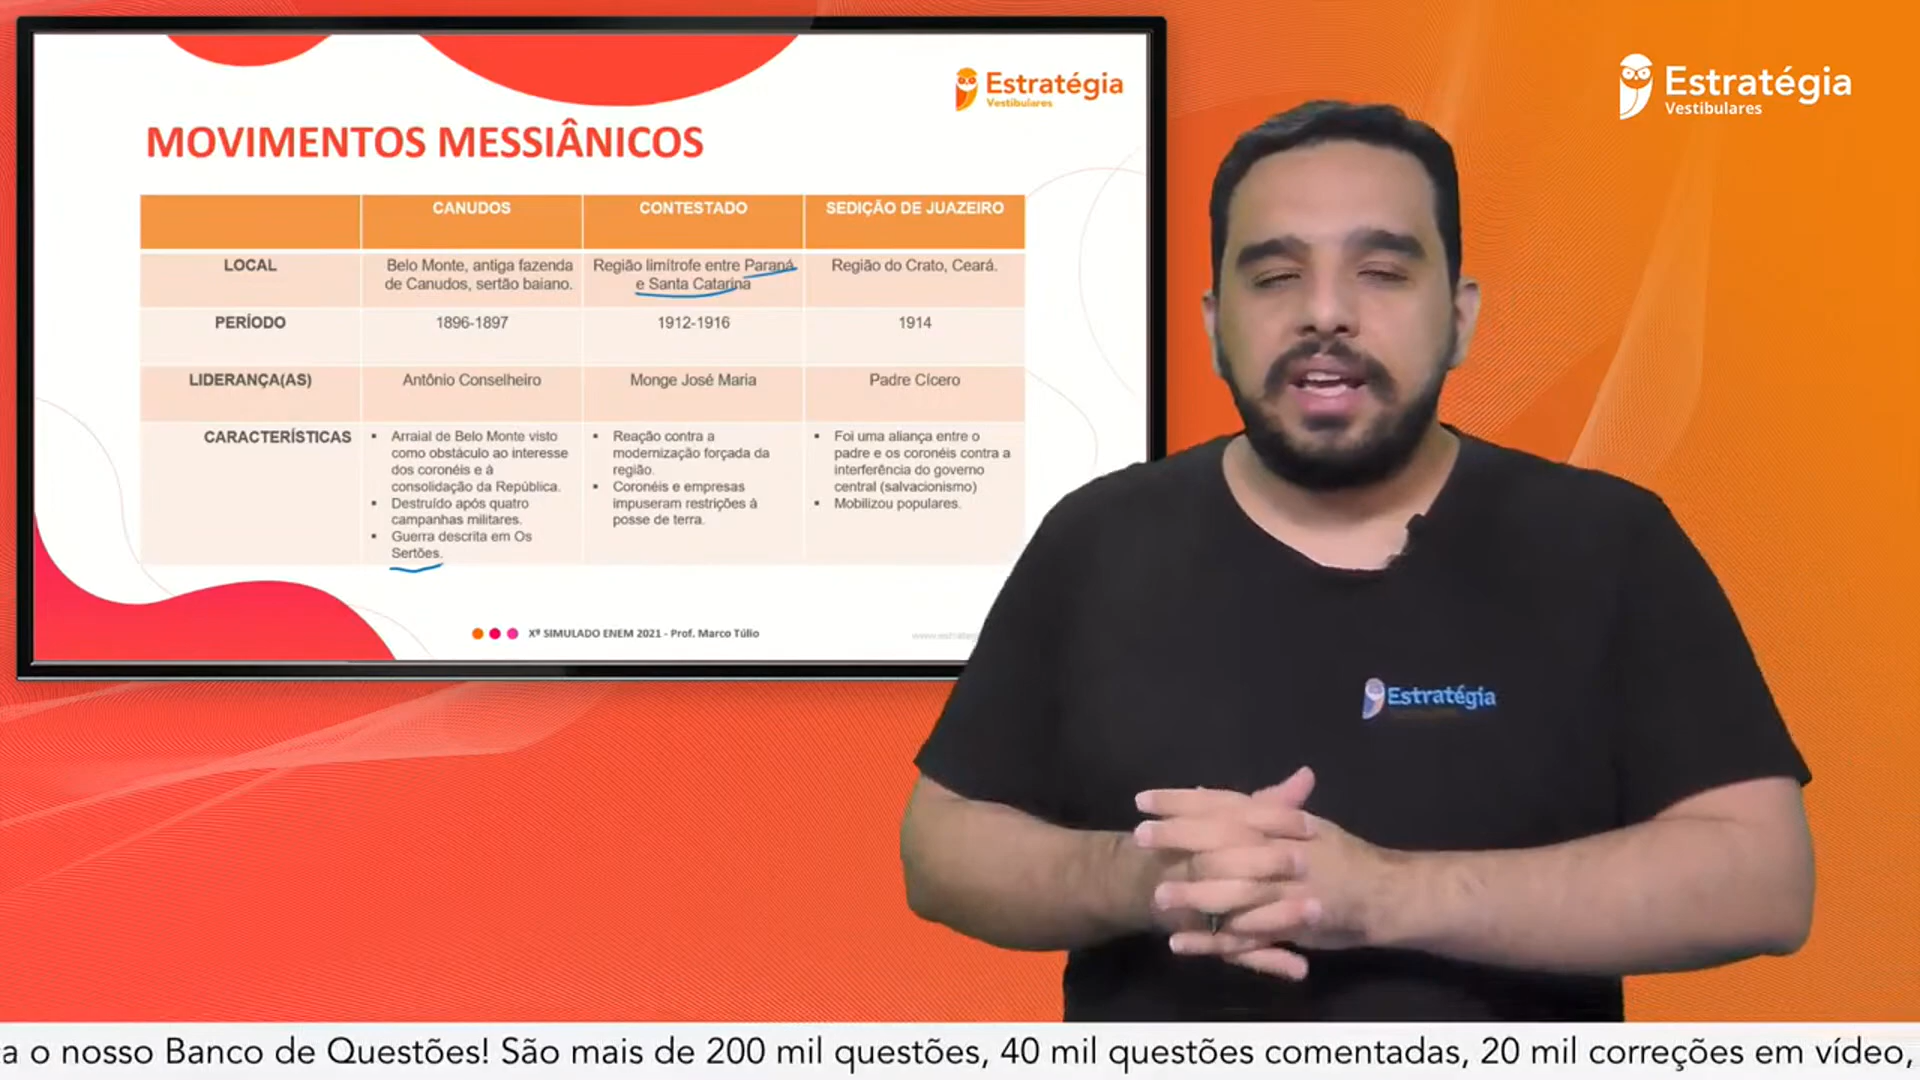 Estratégia
Vestibulares
Estratégia
Vestibulares
MOVIMENTOS MESSIÂNICOS
CANUDOS
CONTESTADO
SEDIÇÃO DE JUAZEIRO
LOCAL
Belo Monte, antiga fazenda
de Canudos, sertão baiano.
Região limítrofe entre Paraná
e Santa Catarina
Região do Crato, Ceará.
PERÍODO
1896-1897
1912-1916
1914
LIDERANÇA(AS)
Antônio Conselheiro
Monge José Maria
Padre Cícero
CARACTERÍSTICAS
▪ Arraial de Belo Monte visto
como obstáculo ao interesse
dos coronéis e à
consolidação da República.
▪ Destruído após quatro
campanhas militares.
▪ Guerra descrita em Os
Sertões.
▪ Reação contra a
modernização forçada da
região.
▪ Coronéis e empresas
impuseram restrições à
posse de terra.
▪ Foi uma aliança entre o
padre e os coronéis contra a
interferência do governo
central (salvacionismo)
▪ Mobilizou populares.
Xº SIMULADO ENEM 2021 - Prof. Marco Túlio
Estratégia
o nosso Banco de Questões! São mais de 200 mil questões, 40 mil questões comentadas, 20 mil correções em vídeo,